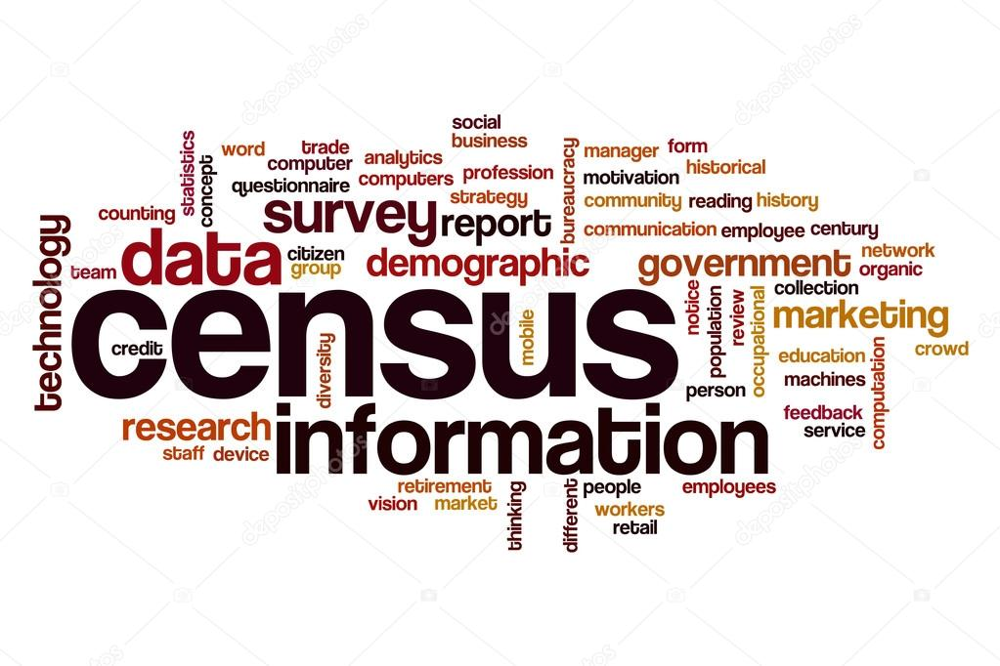 social
business
statistics
concept
word
trade
computer
analytics
questionnaire
computers
profession
strategy
bureaucracy
manager
form
historical
motivation
community
reading
history
communication
employee
century
counting
survey
report
technology
team
data
citizen
group
demographic
government
network
organic
census
credit
diversity
mobile
notice
population
review
occupational
collection
marketing
education
crowd
machines
computation
person
feedback
service
research
staff
device
information
retirement
vision
market
thinking
different
people
employees
workers
retail
depositphotos